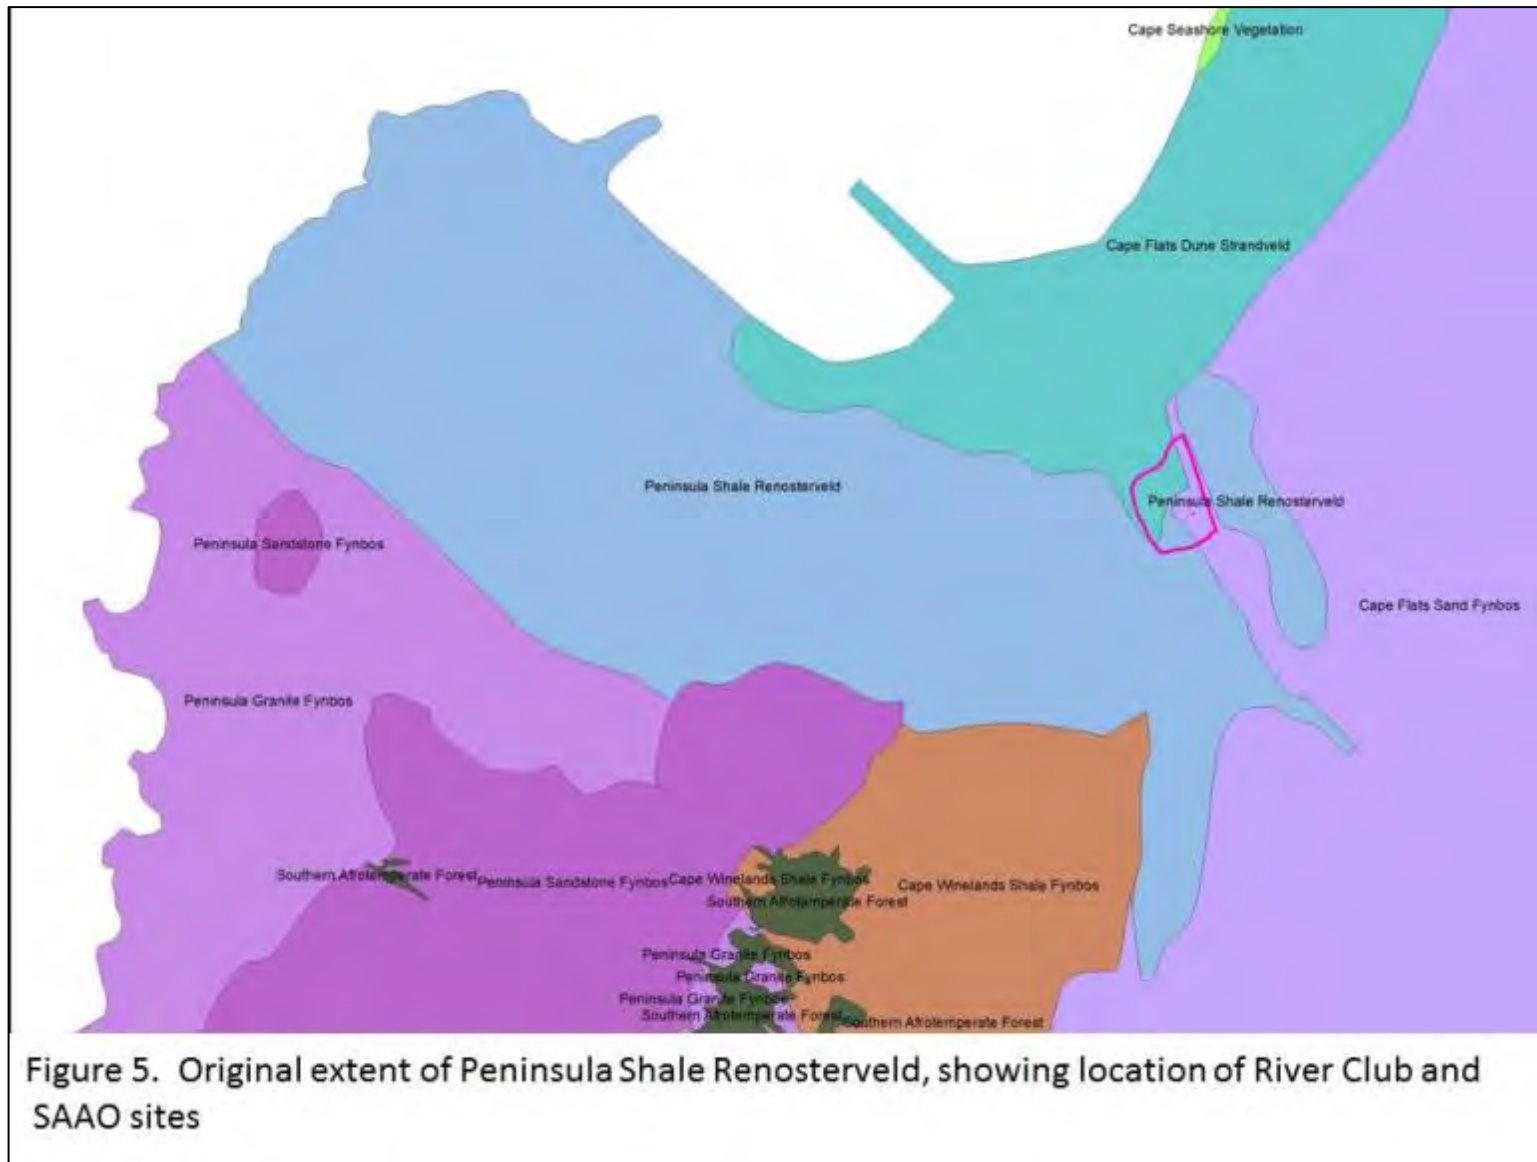 Cape Seashore Vegetation
Cape Flats Dune Strandveld
Peninsula Shale Renosterveld
Peninsula Shale Renosterveld
Peninsula Sandstone Fynbos
Cape Flats Sand Fynbos
Peninsula Granite Fynbos
Southern Afrotemperate Forest
Peninsula Sandstone Fynbos
Cape Winelands Shale Fynbos
Cape Winelands Shale Fynbos
Southern Afrotemperate Forest
Peninsula Granite Fynbos
Peninsula Granite Fynbos
Peninsula Granite Fynbos
Southern Afrotemperate Forest
Southern Afrotemperate Forest
Figure 5. Original extent of Peninsula Shale Renosterveld, showing location of River Club and
SAAO sites